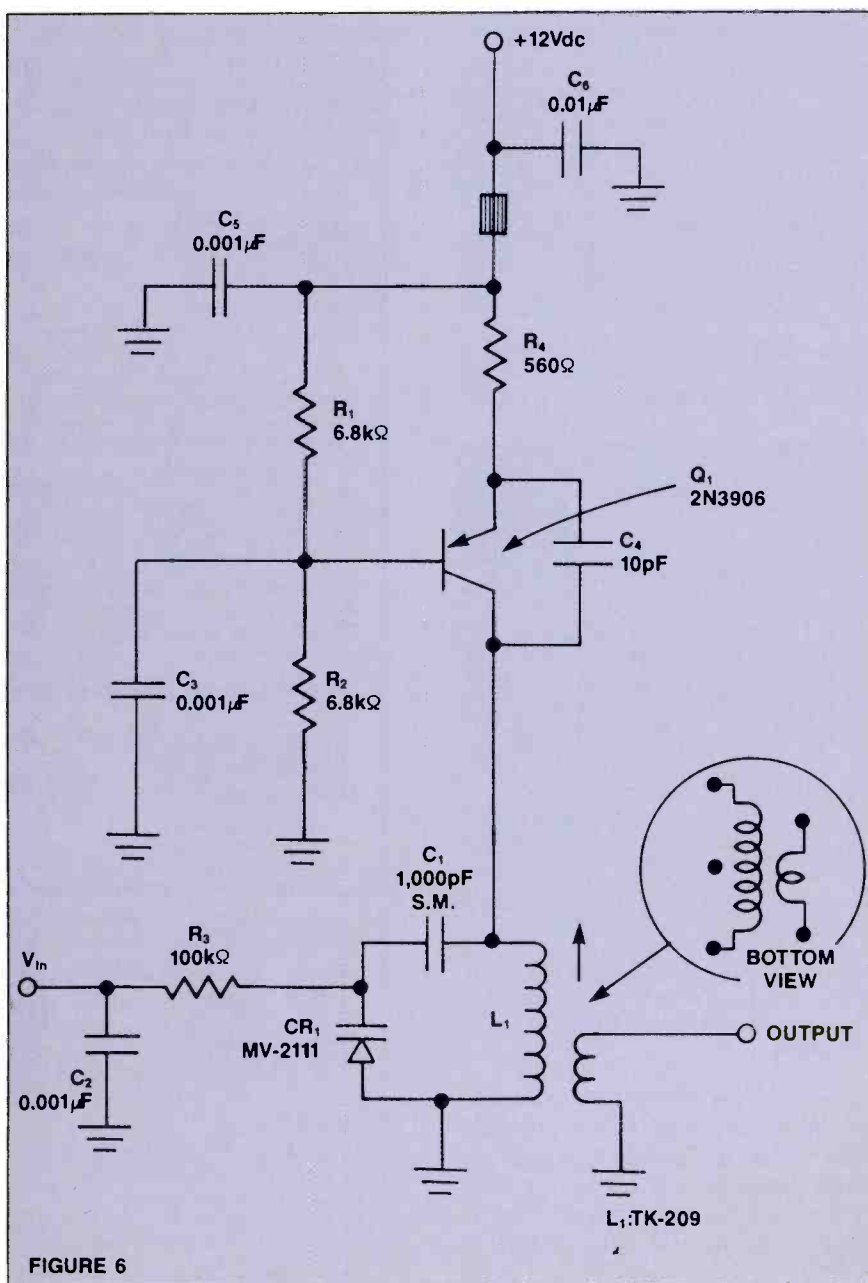 +12Vdc
C₆
0.01µF
C₅
0.001µF
R₄
560Ω
R₁
6.8kΩ
Q₁
2N3906
C₄
10pF
C₃
0.001µF
R₂
6.8kΩ
C₁
1,000pF
S.M.
Vin
R₃
100kΩ
BOTTOM
VIEW
L₁
CR₁
MV-2111
OUTPUT
C₂
0.001µF
L₁:TK-209
FIGURE 6